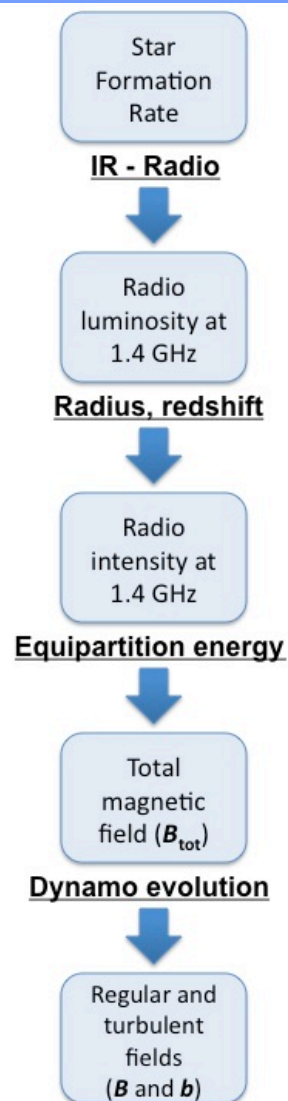 Star
Formation
Rate
IR - Radio
Radio
luminosity at
1.4 GHz
Radius, redshift
Radio
intensity at
1.4 GHz
Equipartition energy
Total
magnetic
field (B_tot)
Dynamo evolution
Regular and
turbulent
fields
(B and b)